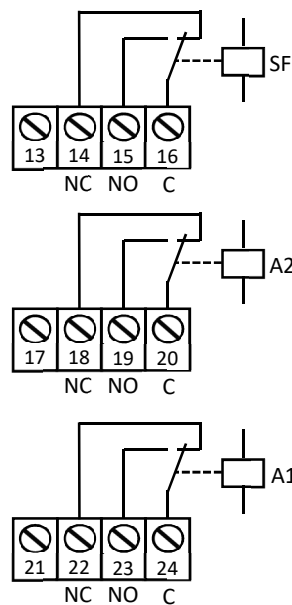 SF
13 14 15 16
NC NO C
A2
17 18 19 20
NC NO C
A1
21 22 23 24
NC NO C